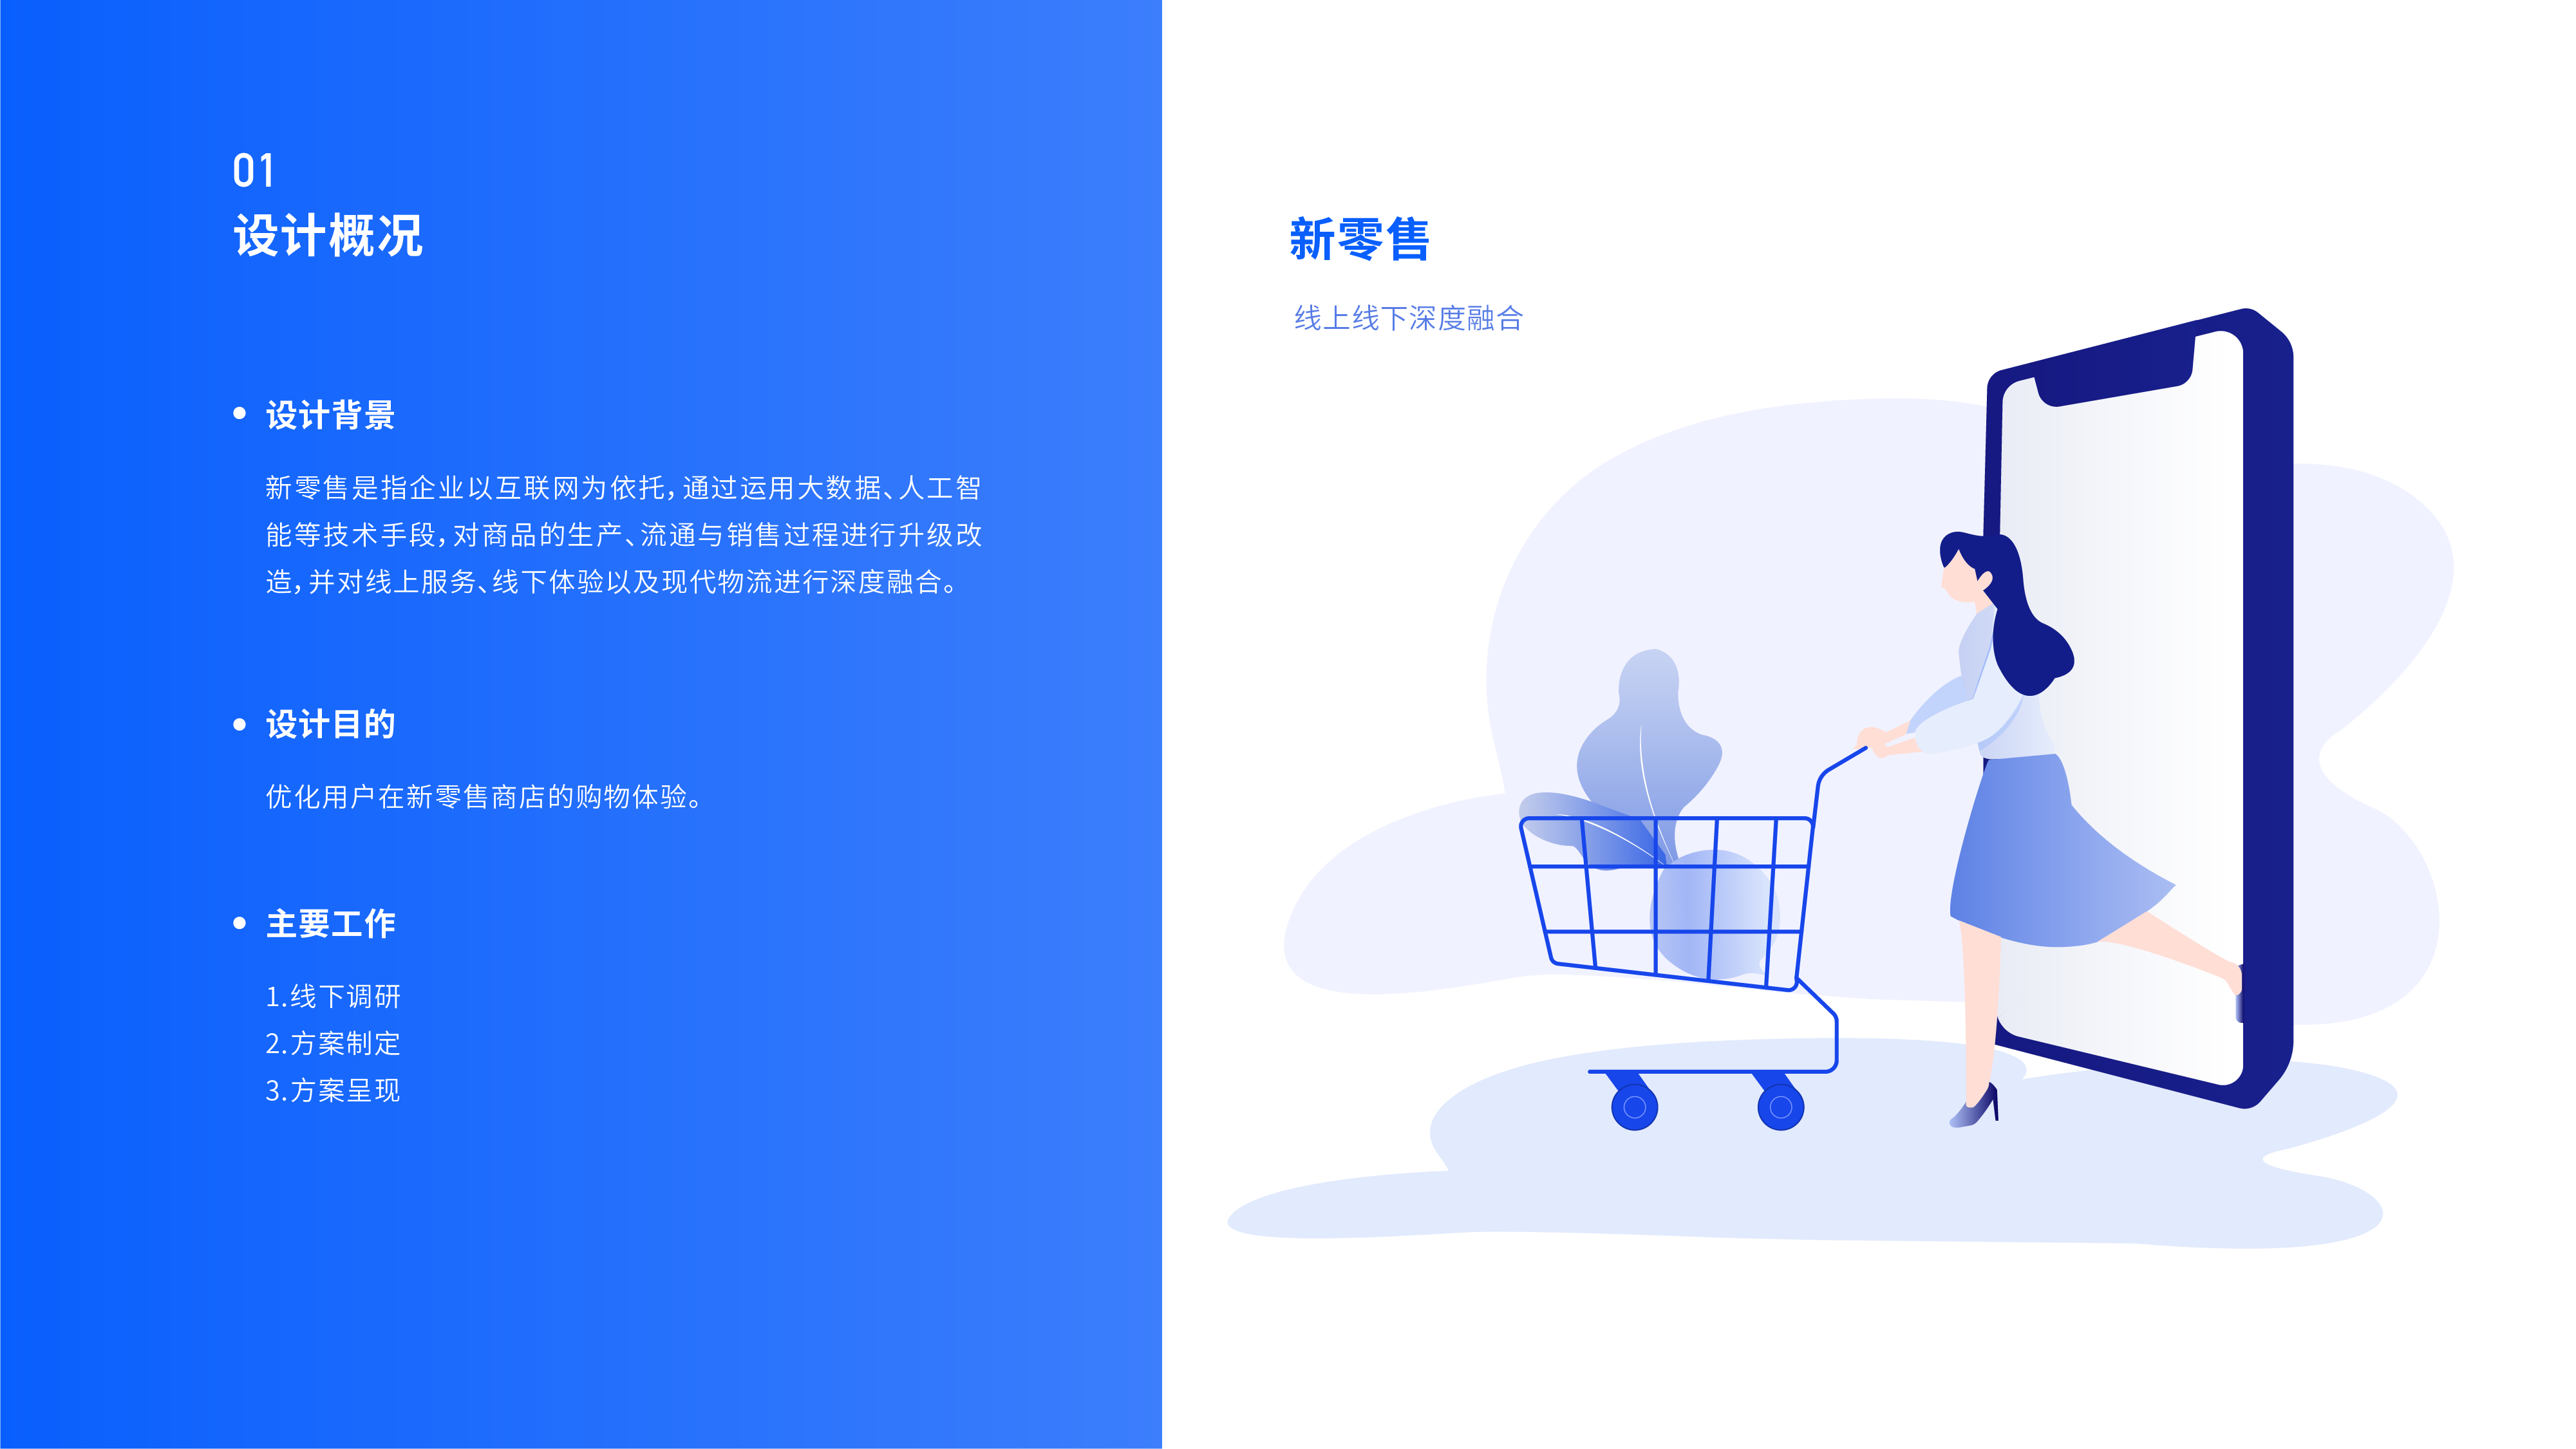 01
设计概况
设计背景
新零售是指企业以互联网为依托，通过运用大数据、人工智
能等技术手段，对商品的生产、流通与销售过程进行升级改
造，并对线上服务、线下体验以及现代物流进行深度融合。
设计目的
优化用户在新零售商店的购物体验。
主要工作
1.线下调研
2.方案制定
3.方案呈现
新零售
线上线下深度融合